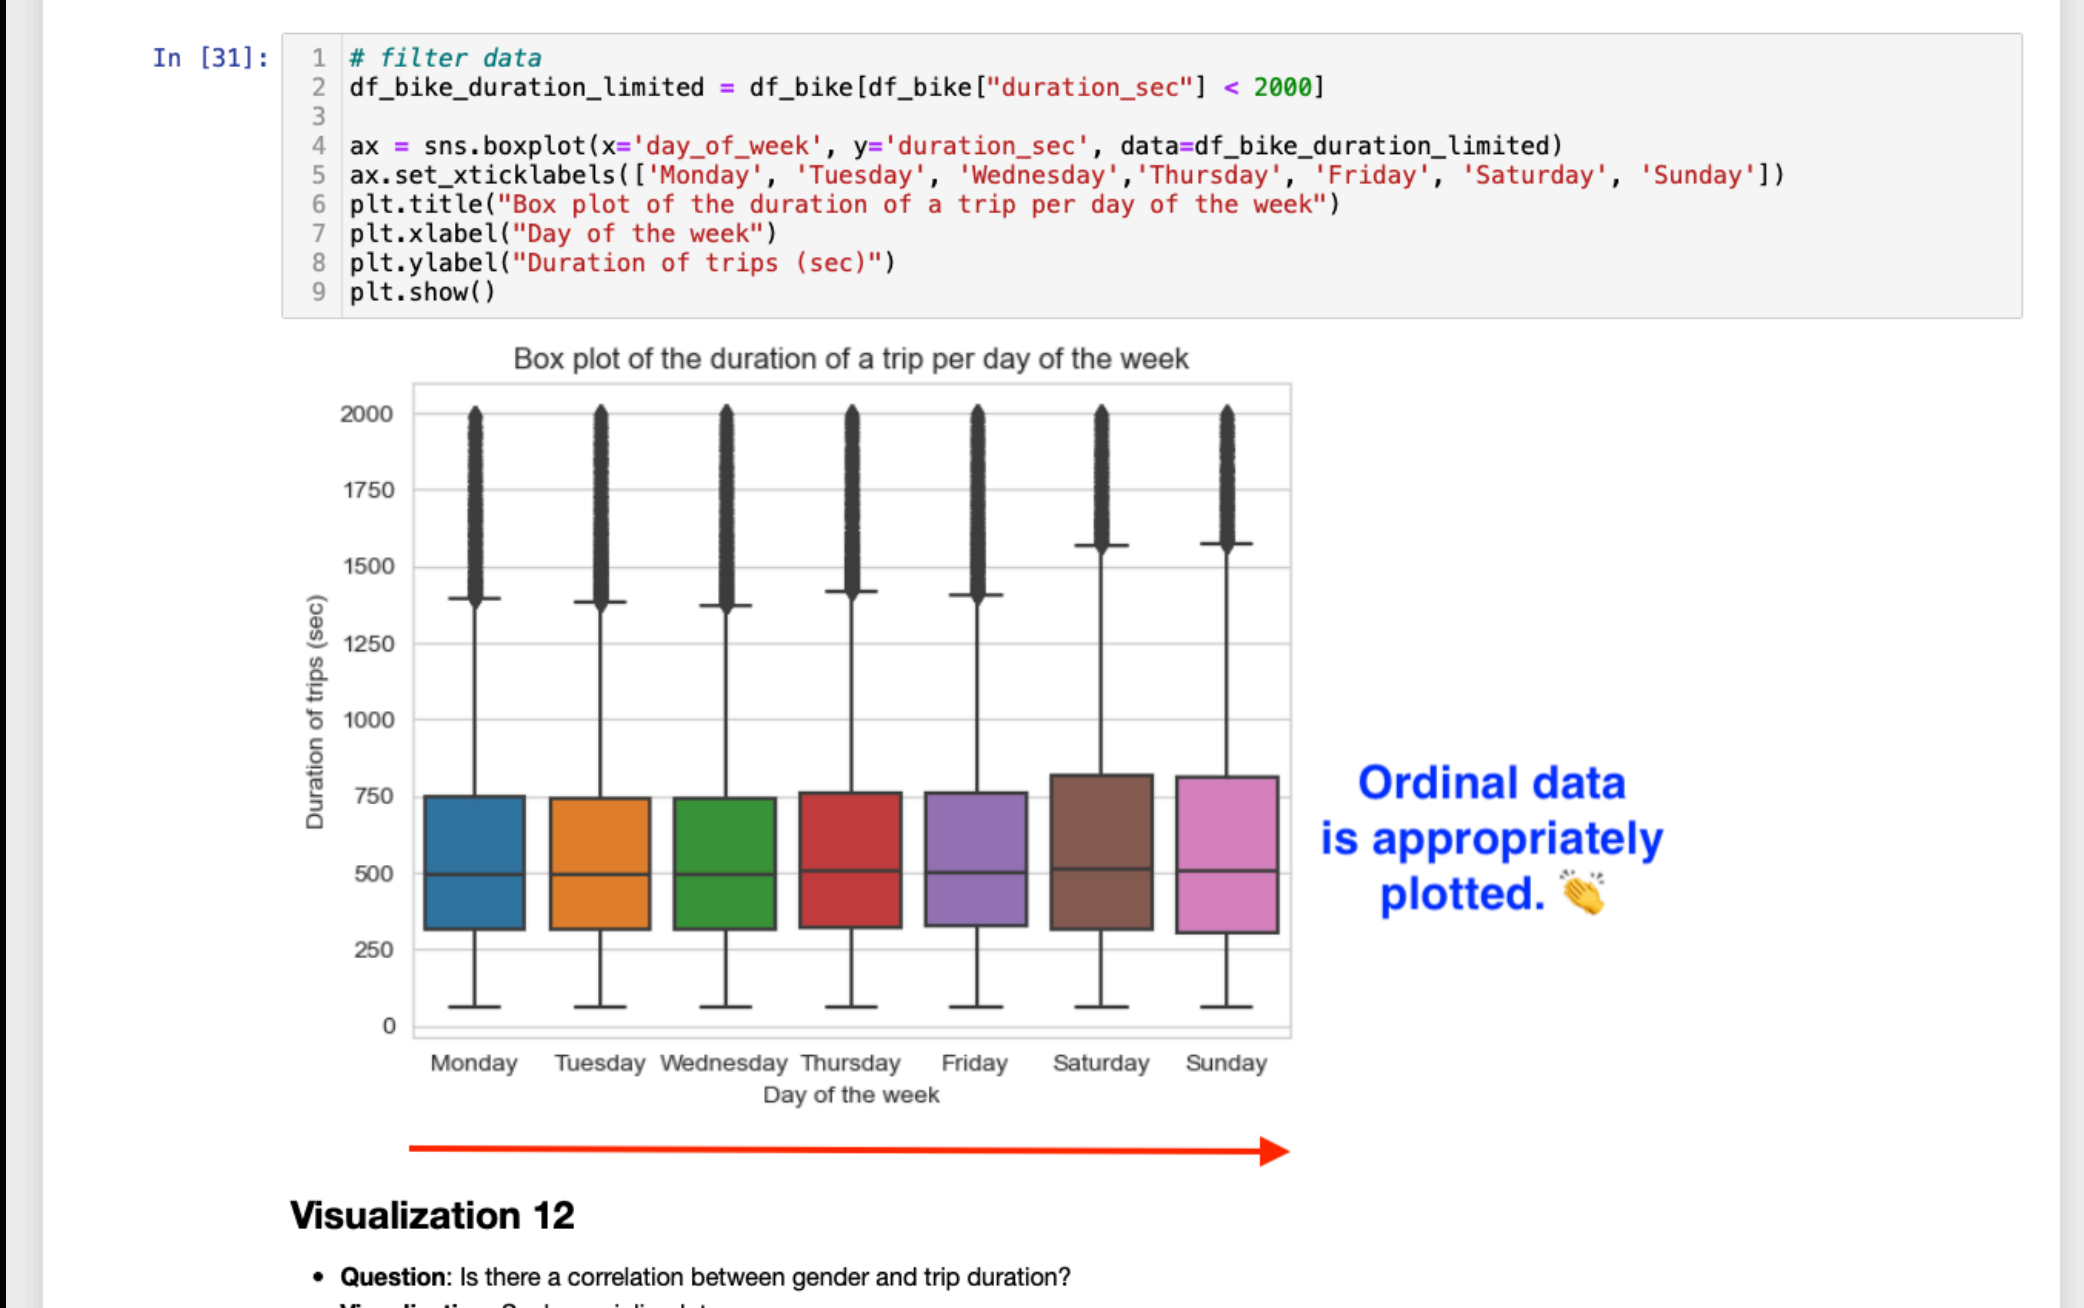 In [31]:
1 # filter data
2 df_bike_duration_limited = df_bike[df_bike["duration_sec"] < 2000]
3
4 ax = sns.boxplot(x='day_of_week', y='duration_sec', data=df_bike_duration_limited)
5 ax.set_xticklabels(['Monday', 'Tuesday', 'Wednesday','Thursday', 'Friday', 'Saturday', 'Sunday'])
6 plt.title("Box plot of the duration of a trip per day of the week")
7 plt.xlabel("Day of the week")
8 plt.ylabel("Duration of trips (sec)")
9 plt.show()
Box plot of the duration of a trip per day of the week
Duration of trips (sec)
2000
1750
1500
1250
1000
750
500
250
0
Monday Tuesday Wednesday Thursday Friday Saturday Sunday
Day of the week
Ordinal data
is appropriately
plotted. 👏
Visualization 12
• Question: Is there a correlation between gender and trip duration?